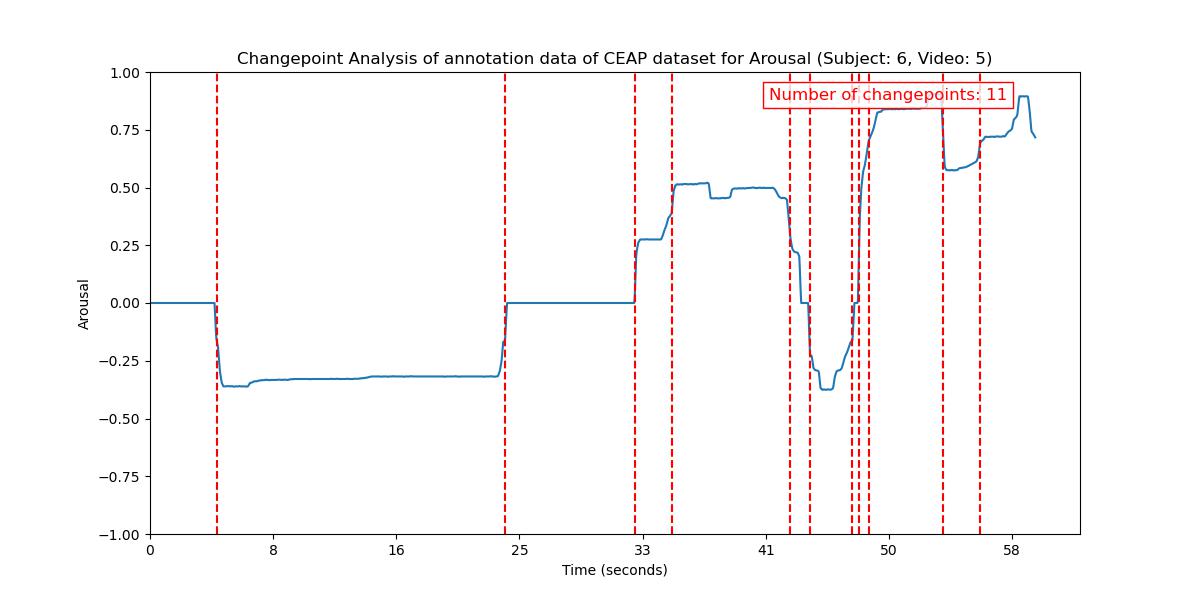 Changepoint Analysis of annotation data of CEAP dataset for Arousal (Subject: 6, Video: 5)
Number of changepoints: 11
1.00
0.75
0.50
0.25
0.00
−0.25
−0.50
−0.75
−1.00
Arousal
0 8 16 25 33 41 50 58
Time (seconds)